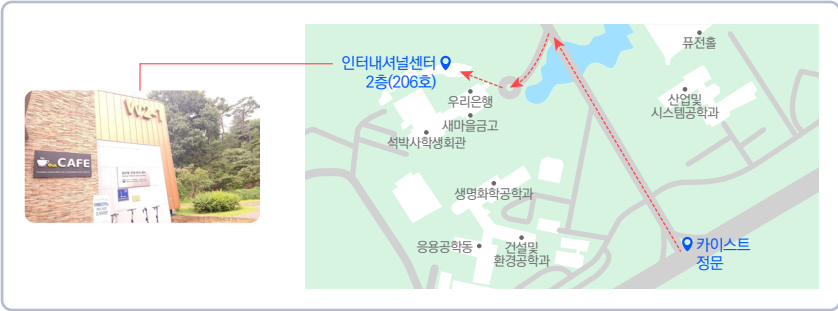 인터내셔널센터
2층(206호)
W2-1
CAFE
우리은행
새마을금고
석박사학생회관
퓨전홀
산업및
시스템공학과
생명화학공학과
응용공학동
건설및
환경공학과
카이스트
정문